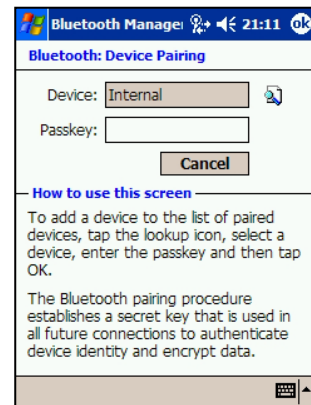 Bluetooth Manager 21:11 ok
Bluetooth: Device Pairing
Device: Internal
Passkey:
Cancel
How to use this screen
To add a device to the list of paired
devices, tap the lookup icon, select a
device, enter the passkey and then tap
OK.
The Bluetooth pairing procedure
establishes a secret key that is used in
all future connections to authenticate
device identity and encrypt data.